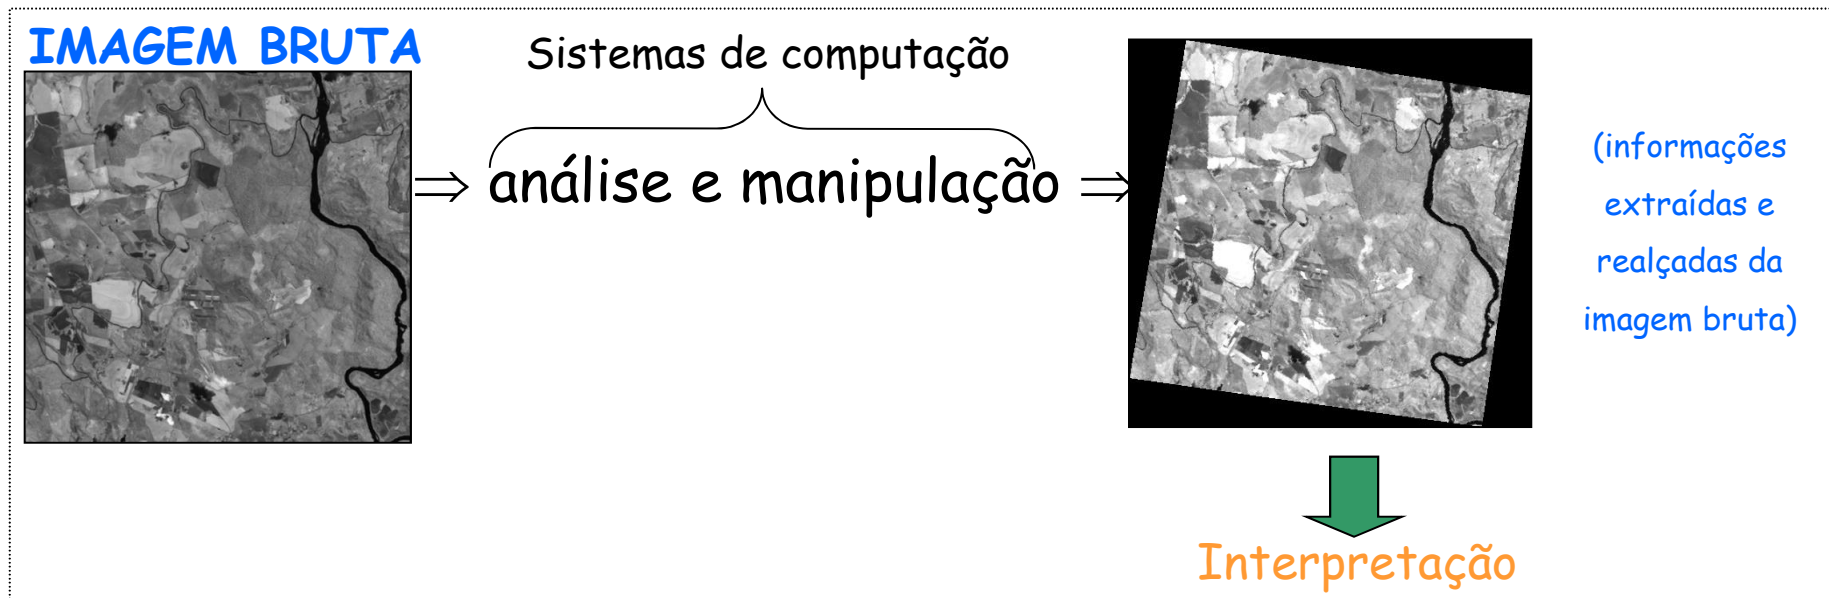 IMAGEM BRUTA
Sistemas de computação
⇒ análise e manipulação ⇒
(informações
extraídas e
realçadas da
imagem bruta)
Interpretação